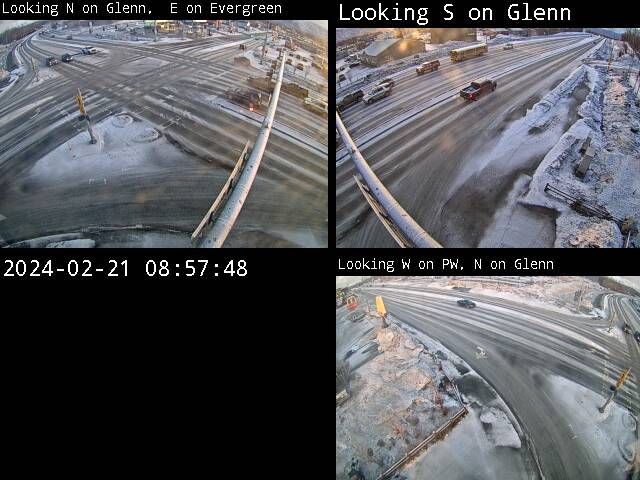 Looking N on Glenn,  E on Evergreen
Looking S on Glenn
2024-02-21 08:57:48
Looking W on PW, N on Glenn